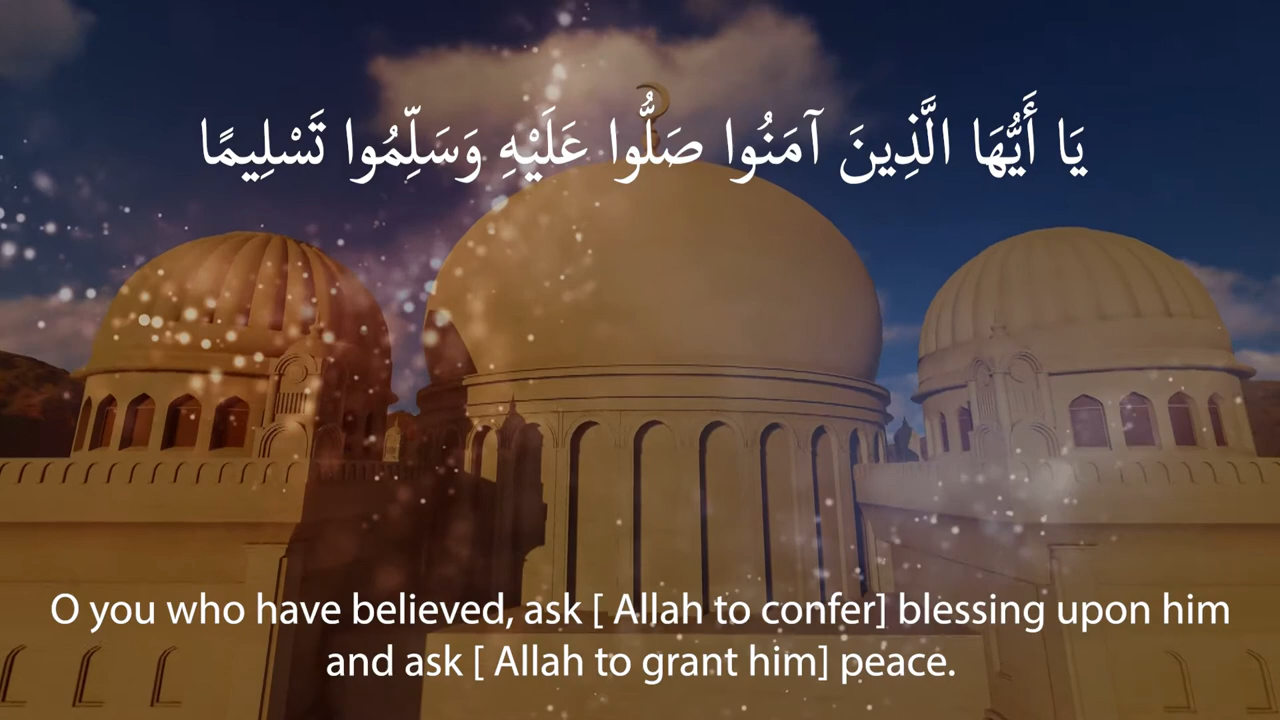 يَا أَيُّهَا الَّذِينَ آمَنُوا صَلُّوا عَلَيْهِ وَسَلِّمُوا تَسْلِيمًا
O you who have believed, ask [ Allah to confer] blessing upon him
and ask [ Allah to grant him] peace.